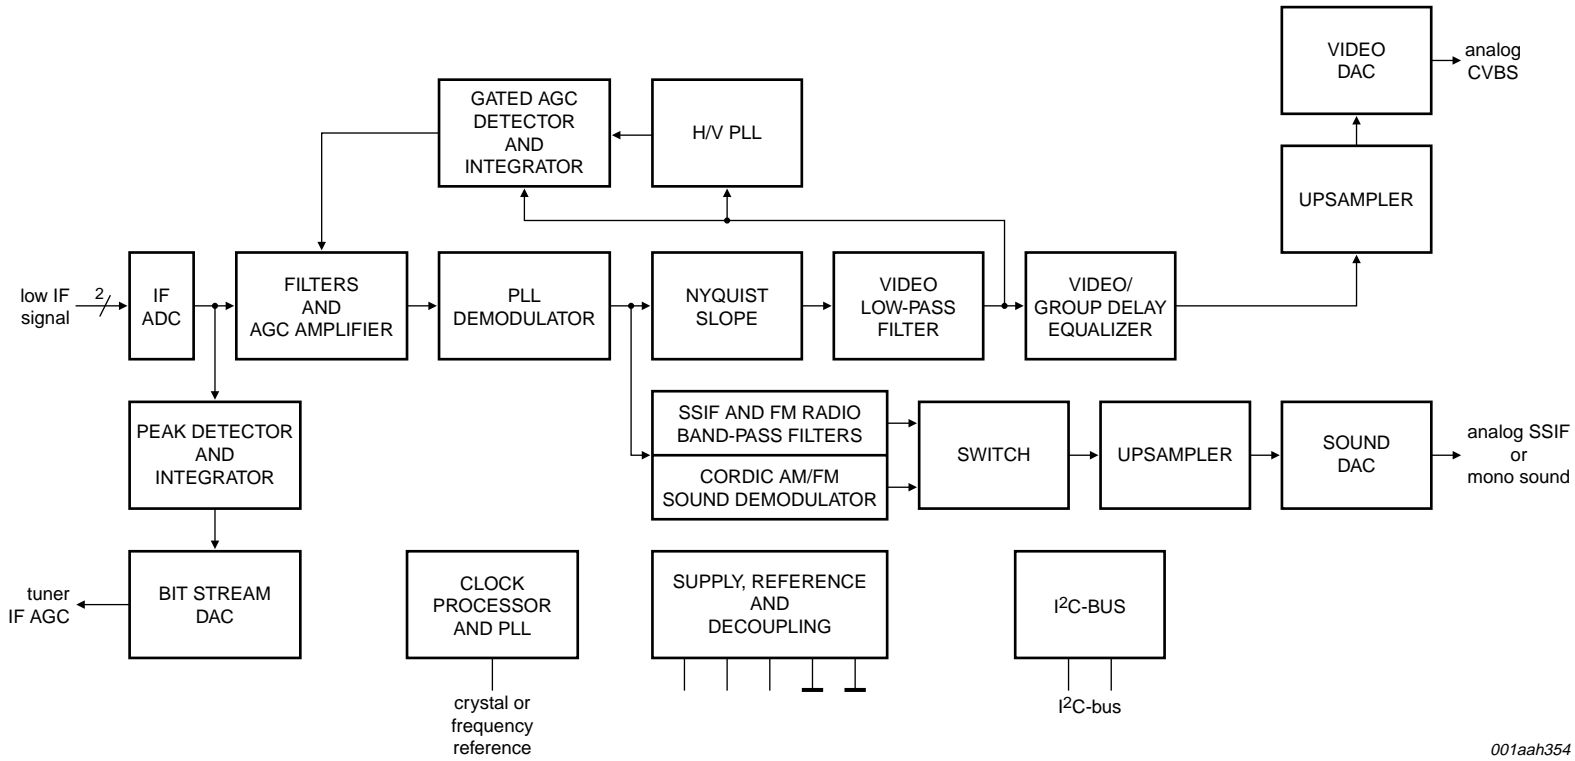 VIDEO
DAC
analog
CVBS
GATED AGC
DETECTOR
AND
INTEGRATOR
H/V PLL
UPSAMPLER
low IF
signal
2
IF
ADC
FILTERS
AND
AGC AMPLIFIER
PLL
DEMODULATOR
NYQUIST
SLOPE
VIDEO
LOW-PASS
FILTER
VIDEO/
GROUP DELAY
EQUALIZER
PEAK DETECTOR
AND
INTEGRATOR
SSIF AND FM RADIO
BAND-PASS FILTERS
CORDIC AM/FM
SOUND DEMODULATOR
SWITCH
UPSAMPLER
SOUND
DAC
analog SSIF
or
mono sound
tuner
IF AGC
BIT STREAM
DAC
CLOCK
PROCESSOR
AND PLL
SUPPLY, REFERENCE
AND
DECOUPLING
I²C-BUS
crystal or
frequency
reference
I²C-bus
001aah354